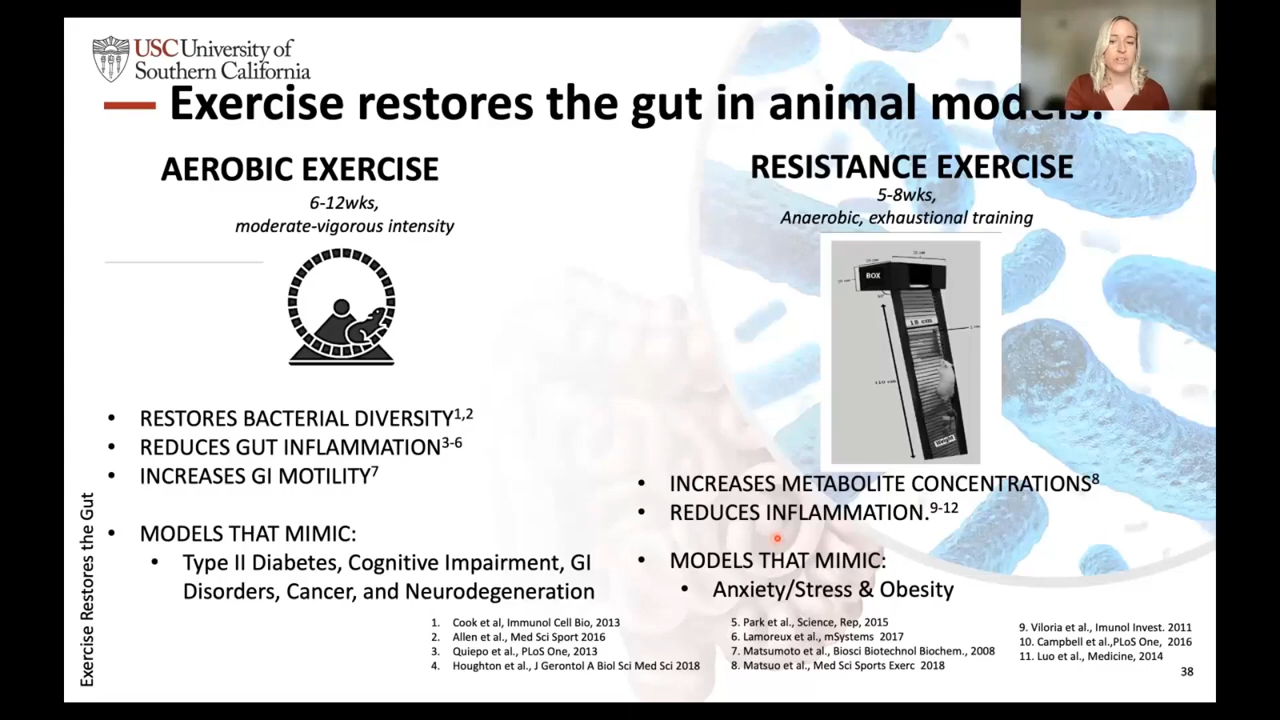 USC University of
Southern California
Exercise restores the gut in animal models.
AEROBIC EXERCISE
6-12wks,
moderate-vigorous intensity
RESTORES BACTERIAL DIVERSITY1,2
REDUCES GUT INFLAMMATION3-6
INCREASES GI MOTILITY7
MODELS THAT MIMIC:
Type II Diabetes, Cognitive Impairment, GI
Disorders, Cancer, and Neurodegeneration
RESISTANCE EXERCISE
5-8wks,
Anaerobic, exhaustional training
BOX
18 cm
110 cm
Weight
INCREASES METABOLITE CONCENTRATIONS8
REDUCES INFLAMMATION.9-12
MODELS THAT MIMIC:
Anxiety/Stress & Obesity
Exercise Restores the Gut
1. Cook et al, Immunol Cell Bio, 2013
2. Allen et al., Med Sci Sport 2016
3. Quiepo et al., PLoS One, 2013
4. Houghton et al., J Gerontol A Biol Sci Med Sci 2018
5. Park et al., Science, Rep, 2015
6. Lamoreux et al., mSystems 2017
7. Matsumoto et al., Biosci Biotechnol Biochem., 2008
8. Matsuo et al., Med Sci Sports Exerc 2018
9. Viloria et al., Imunol Invest. 2011
10. Campbell et al.,PLoS One, 2016
11. Luo et al., Medicine, 2014
38